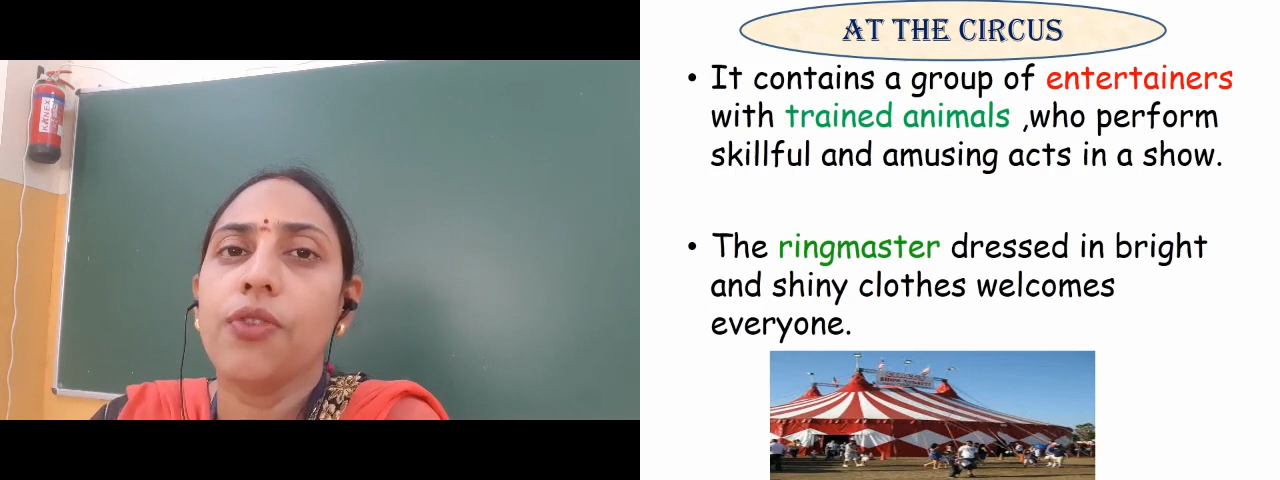 AT THE CIRCUS
• It contains a group of entertainers
with trained animals ,who perform
skillful and amusing acts in a show.
• The ringmaster dressed in bright
and shiny clothes welcomes
everyone.
KANEX